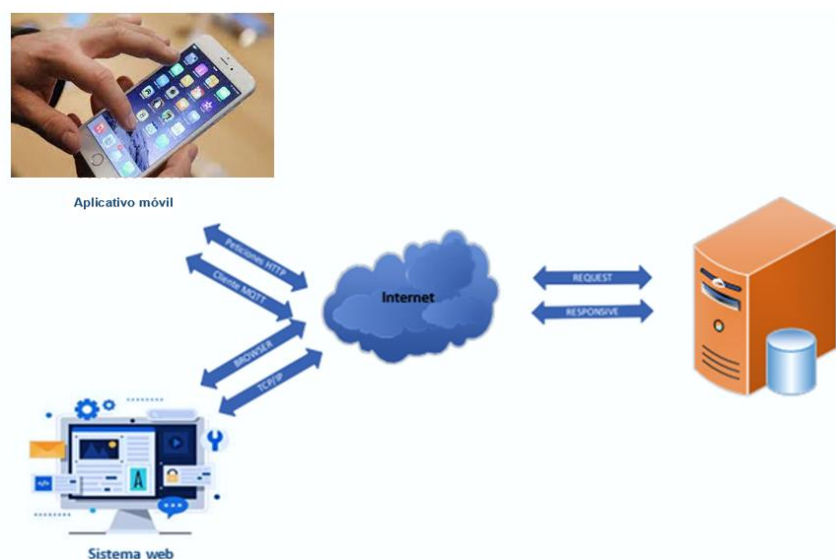 Aplicativo móvil
Peticiones HTTP
Cliente MQTT
Internet
REQUEST
RESPONSIVE
BROWSER
TCP/IP
A
Sistema web